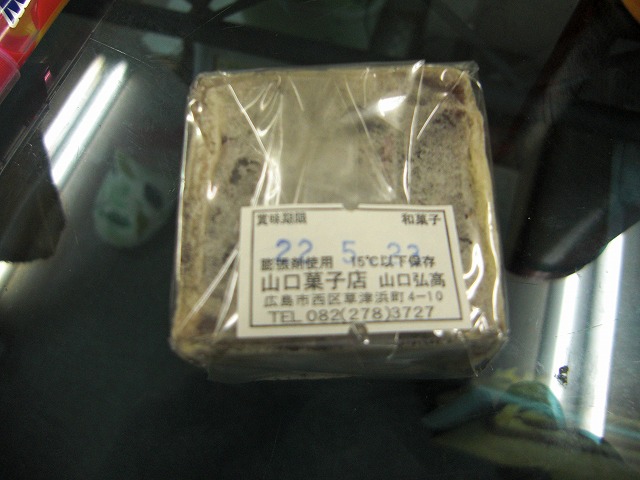 賞味期限 和菓子
22 5 23
膨張剤使用 15℃以下保存
山口菓子店 山口弘高
広島市西区草津浜町4-10
TEL 082(278)3727